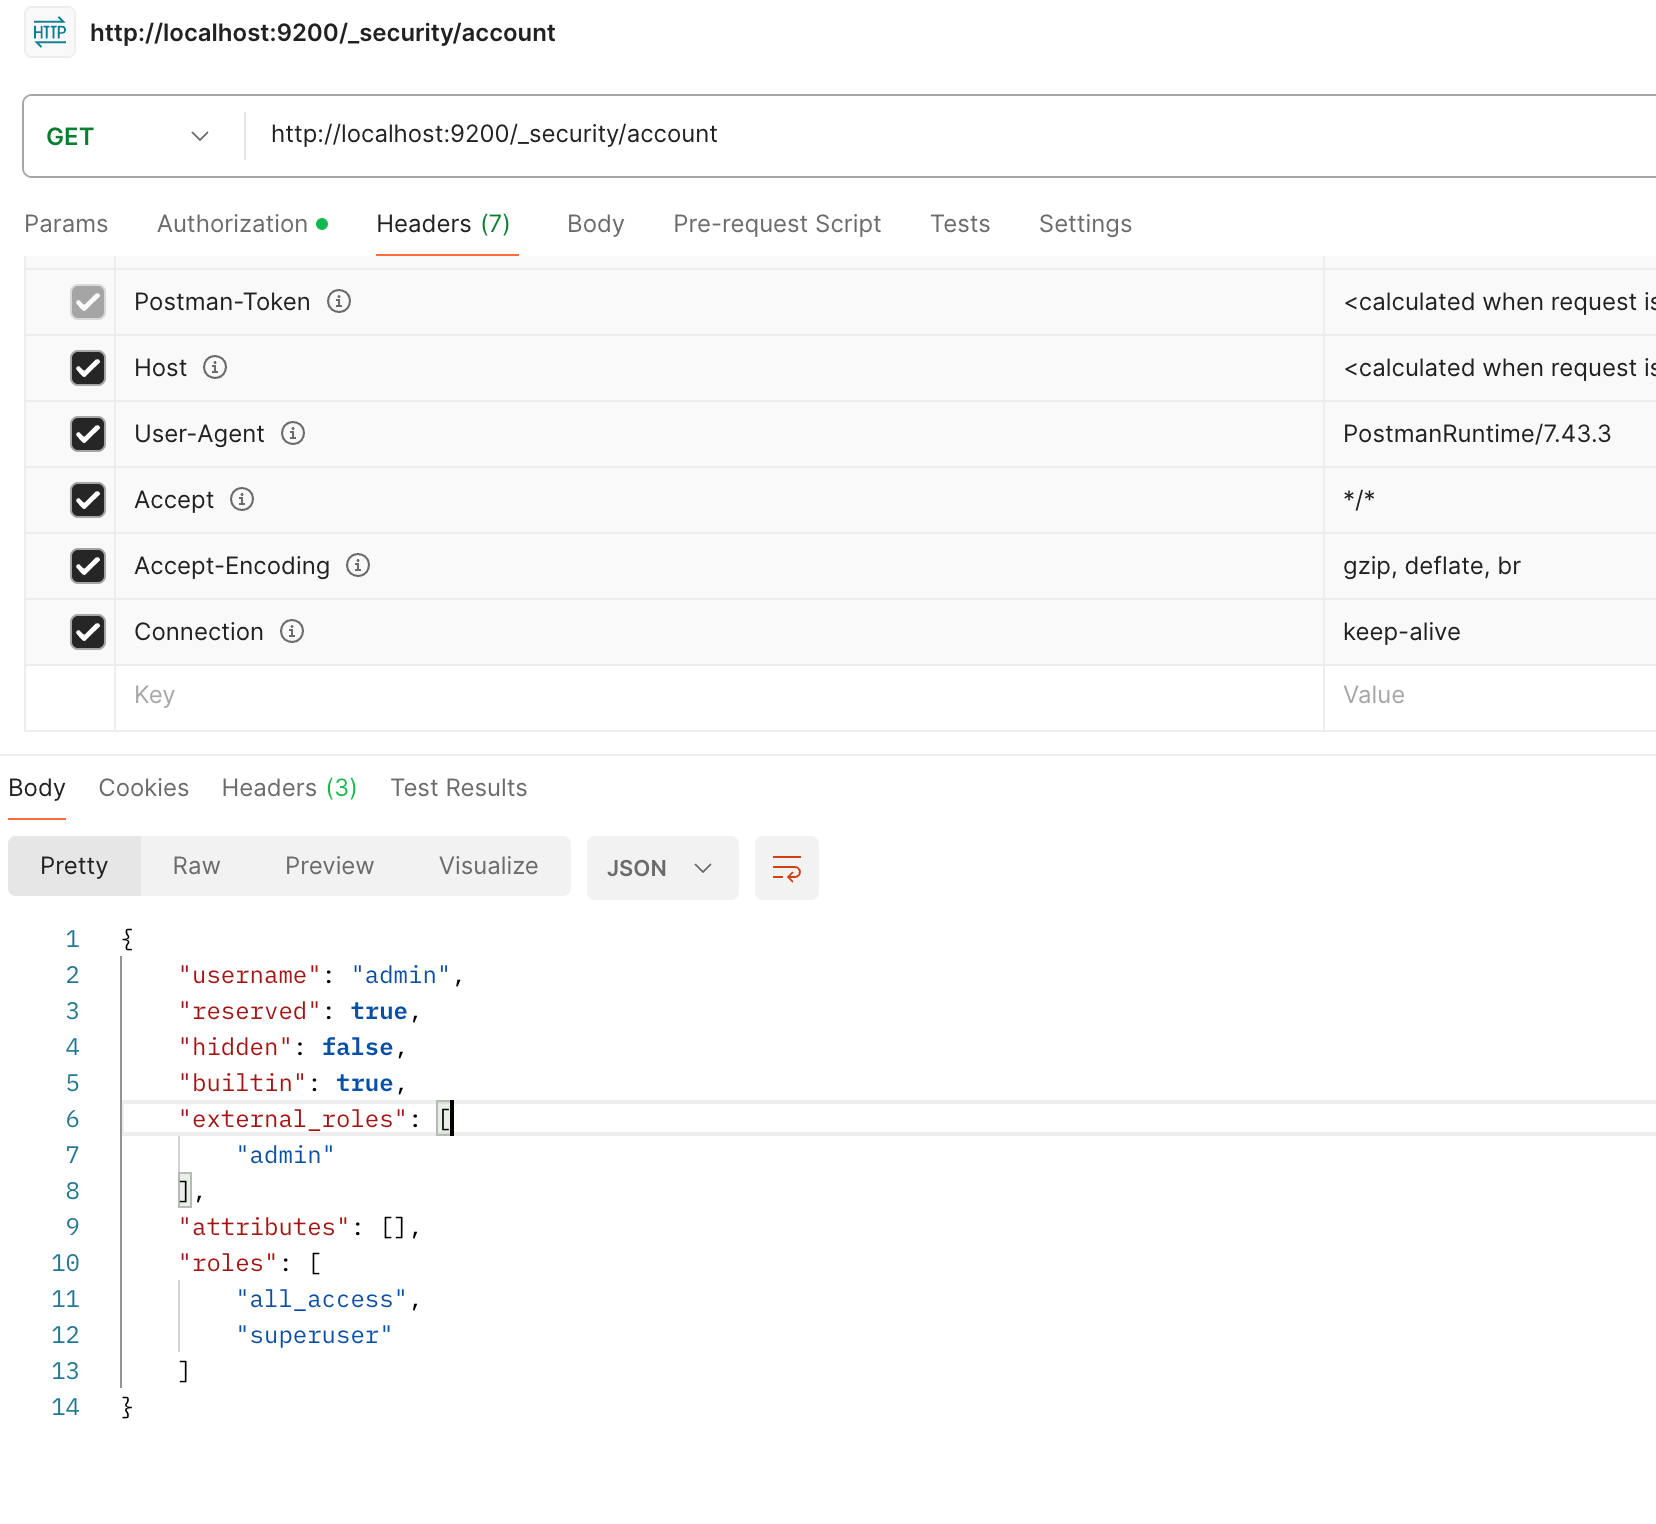 HTTP http://localhost:9200/_security/account
GET http://localhost:9200/_security/account
Params Authorization Headers (7) Body Pre-request Script Tests Settings
Postman-Token <calculated when request is
Host <calculated when request is
User-Agent PostmanRuntime/7.43.3
Accept */*
Accept-Encoding gzip, deflate, br
Connection keep-alive
Key Value
Body Cookies Headers (3) Test Results
Pretty Raw Preview Visualize JSON
1 {
2 "username": "admin",
3 "reserved": true,
4 "hidden": false,
5 "builtin": true,
6 "external_roles": [
7 "admin"
8 ],
9 "attributes": [],
10 "roles": [
11 "all_access",
12 "superuser"
13 ]
14 }